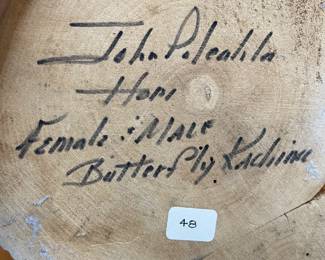 John Poleahla
Hopi
Female & MALE
Butterfly Kachina
48